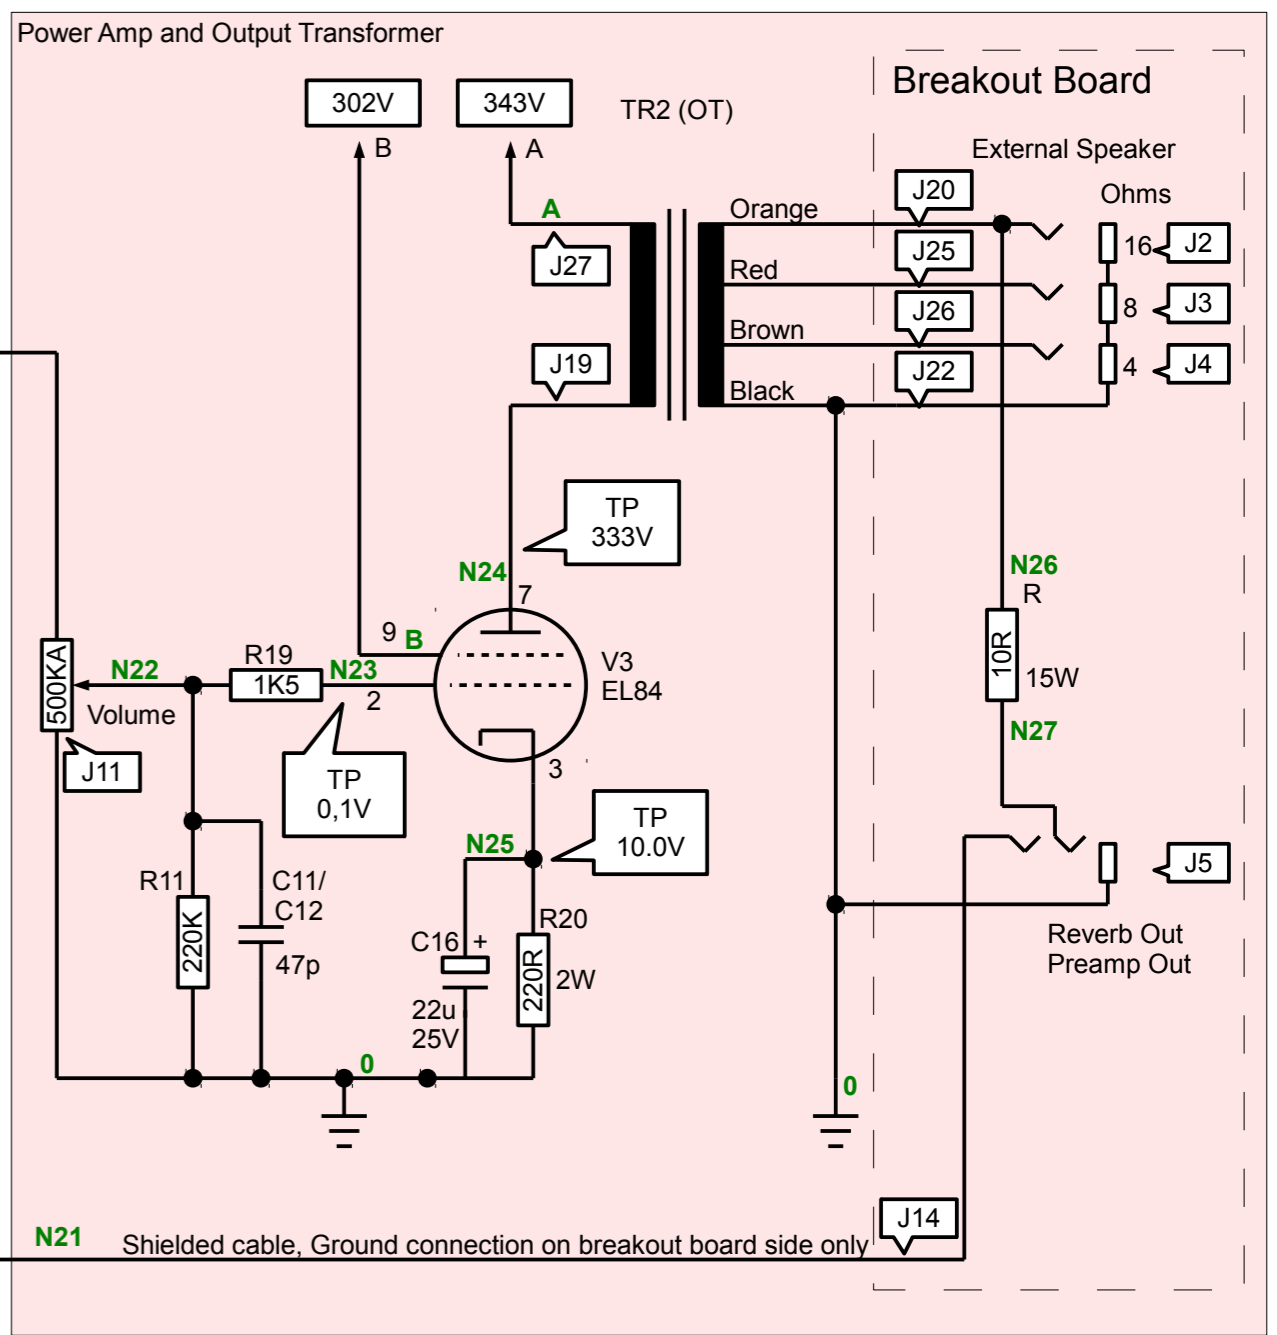 Power Amp and Output Transformer
Breakout Board
302V
343V
TR2 (OT)
B
A
External Speaker
Ohms
A
J27
Orange
J20
16
J2
Red
J25
8
J3
Brown
J26
4
J4
Black
J22
J19
TP
333V
N24
7
9
B
V3
EL84
N26
R
10R
15W
N27
500KA
N22
Volume
J11
R19
1K5
N23
2
TP
0,1V
3
TP
10.0V
N25
R11
220K
C11/
C12
47p
C16
+
22u
25V
R20
220R
2W
J5
Reverb Out
Preamp Out
0
0
N21
Shielded cable, Ground connection on breakout board side only
J14